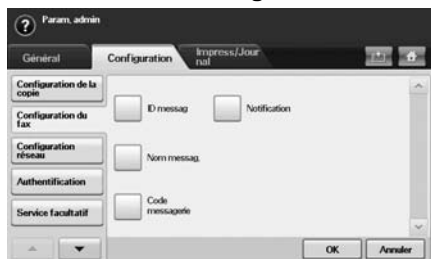 Param, admin
Général
Configuration
Impress/Jour
nal
Configuration de la
copie
Configuration du
fax
Configuration
réseau
Authentification
Service facultatif
ID messag
Notification
Nom messag.
Code
messagerie
OK
Annuler